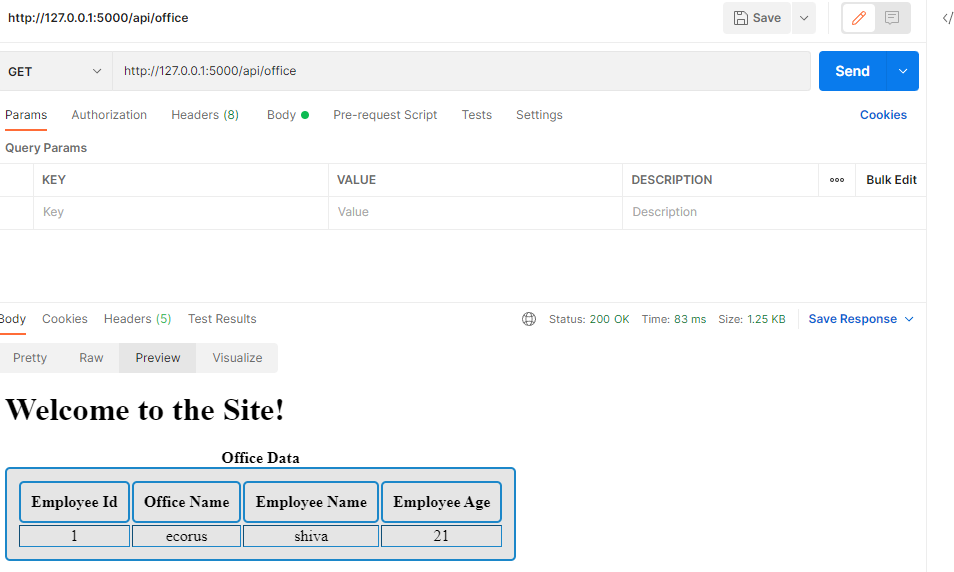 http://127.0.0.1:5000/api/office
Save
GET
http://127.0.0.1:5000/api/office
Send
Params Authorization Headers (8) Body Pre-request Script Tests Settings Cookies
Query Params
KEY VALUE DESCRIPTION ooo Bulk Edit
Key Value Description
Body Cookies Headers (5) Test Results Status: 200 OK Time: 83 ms Size: 1.25 KB Save Response
Pretty Raw Preview Visualize
Welcome to the Site!
Office Data
Employee Id Office Name Employee Name Employee Age
1 ecorus shiva 21